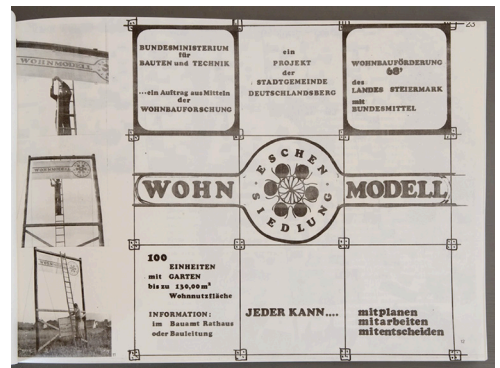 23
BUNDESMINISTERIUM
für
BAUTEN und TECHNIK
...ein Auftrag aus Mitteln
der
WOHNBAUFORSCHUNG
ein
PROJEKT
der
STADTGEMEINDE
DEUTSCHLANDSBERG
WOHNBAUFÖRDERUNG
68'
des
LANDES STEIERMARK
mit
BUNDESMITTEL
WOHNMODELL
WOHNMODELL
WOHN
ESCHEN
SIEDLUNG
MODELL
100
EINHEITEN
mit GARTEN
bis zu 130,00m²
Wohnnutzfläche
INFORMATION:
im Bauamt Rathaus
oder Bauleitung
JEDER KANN....
mitplanen
mitarbeiten
mitentscheiden